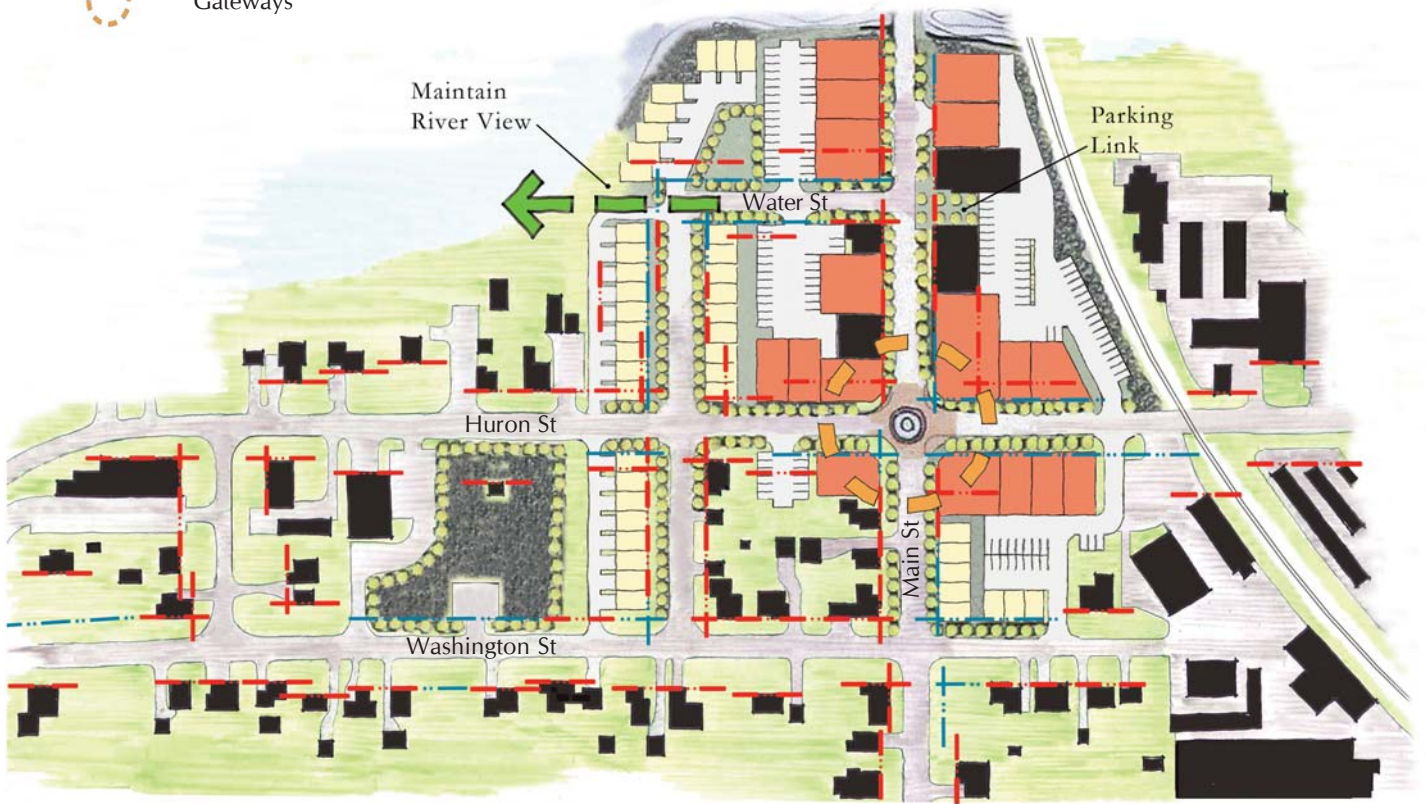 Gateways
Maintain
River View
Parking
Link
Water St
Huron St
Main St
Washington St